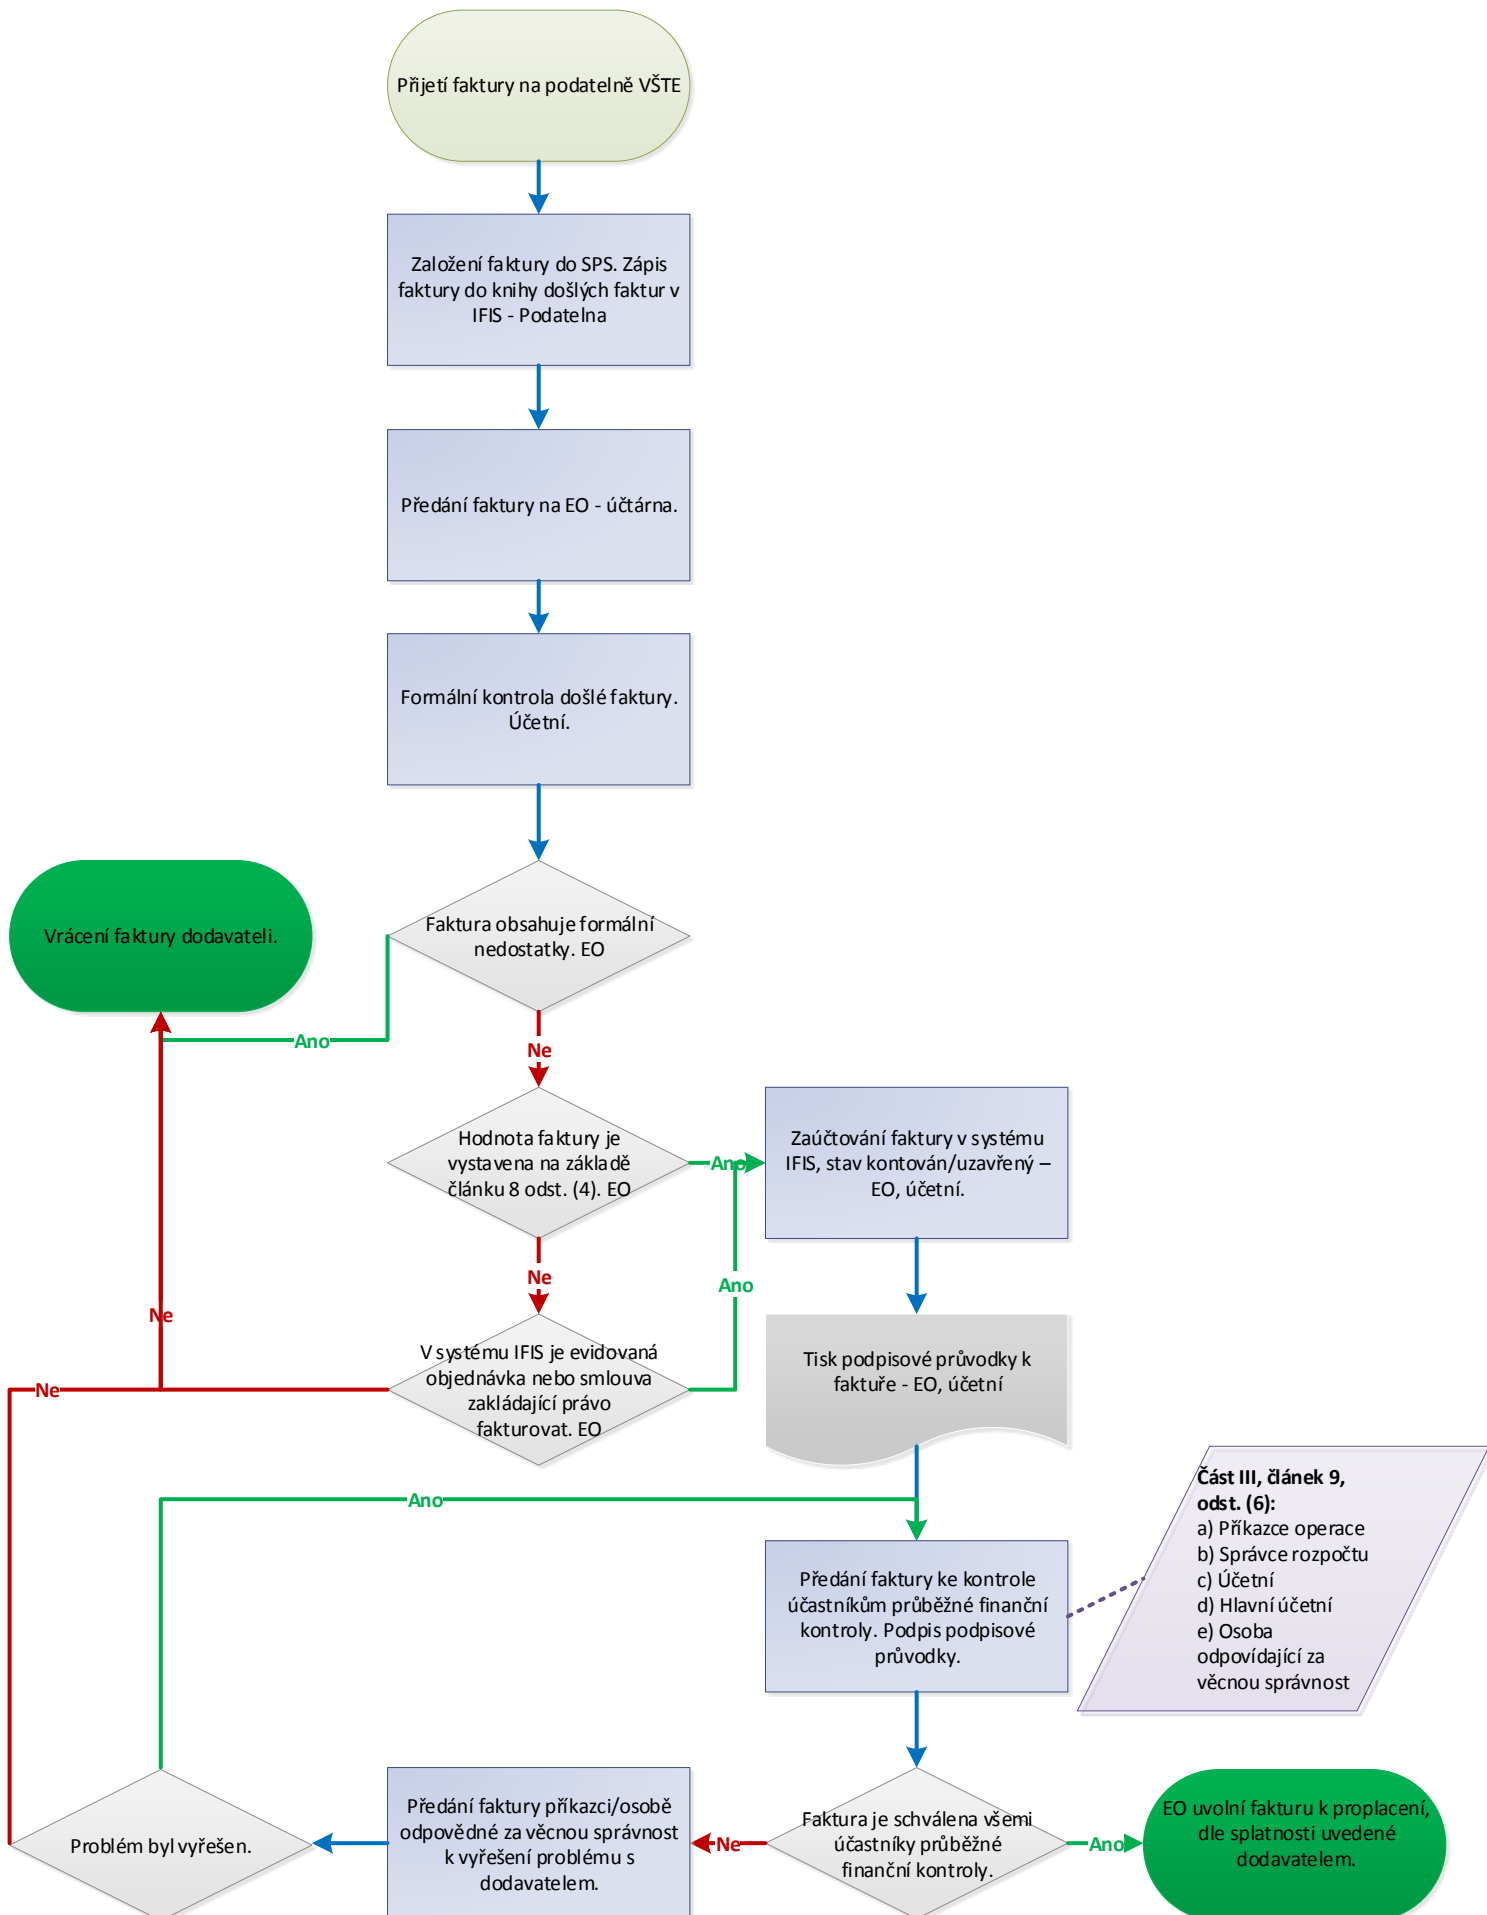 Přijetí faktury na podatelně VŠTE
Založení faktury do SPS. Zápis
faktury do knihy došlých faktur v
IFIS - Podatelna
Předání faktury na EO - účtárna.
Formální kontrola došlé faktury.
Účetní.
Vrácení faktury dodavateli.
Faktura obsahuje formální
nedostatky. EO
Ano
Ne
Hodnota faktury je
vystavena na základě
článku 8 odst. (4). EO
Ano
Zaúčtování faktury v systému
IFIS, stav kontován/uzavřený –
EO, účetní.
Ne
Ano
Ne
V systému IFIS je evidovaná
objednávka nebo smlouva
zakládající právo
fakturovat. EO
Tisk podpisové průvodky k
faktuře - EO, účetní
Ne
Ano
Část III, článek 9,
odst. (6):
a) Příkazce operace
b) Správce rozpočtu
c) Účetní
d) Hlavní účetní
e) Osoba
odpovídající za
věcnou správnost
Předání faktury ke kontrole
účastníkům průběžné finanční
kontroly. Podpis podpisové
průvodky.
Problém byl vyřešen.
Předání faktury příkazci/osobě
odpovědné za věcnou správnost
k vyřešení problému s
dodavatelem.
Ne
Faktura je schválena všemi
účastníky průběžné
finanční kontroly.
Ano
EO uvolní fakturu k proplacení,
dle splatnosti uvedené
dodavatelem.